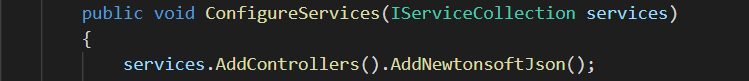 public void ConfigureServices(IServiceCollection services)
{
services.AddControllers().AddNewtonsoftJson();